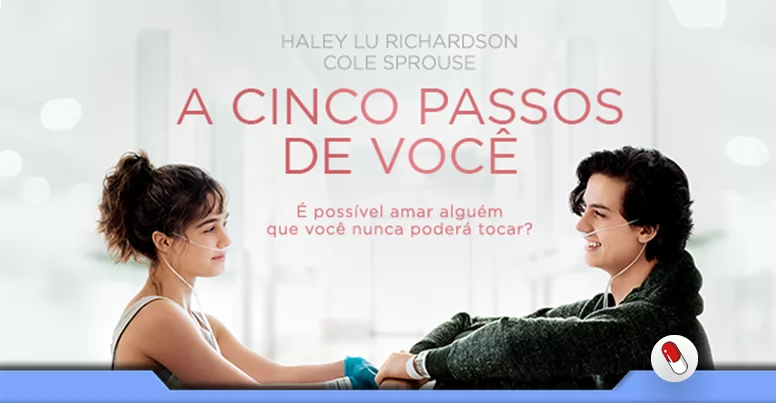 HALEY LU RICHARDSON
COLE SPROUSE
A CINCO PASSOS
DE VOCÊ
É possível amar alguém
que você nunca poderá tocar?